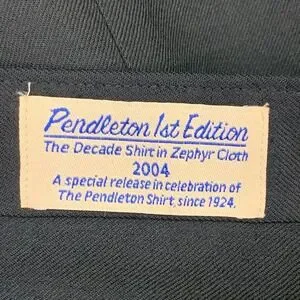 Pendleton 1st Edition
The Decade Shirt in Zephyr Cloth
2004
A special release in celebration of
The Pendleton Shirt, since 1924.